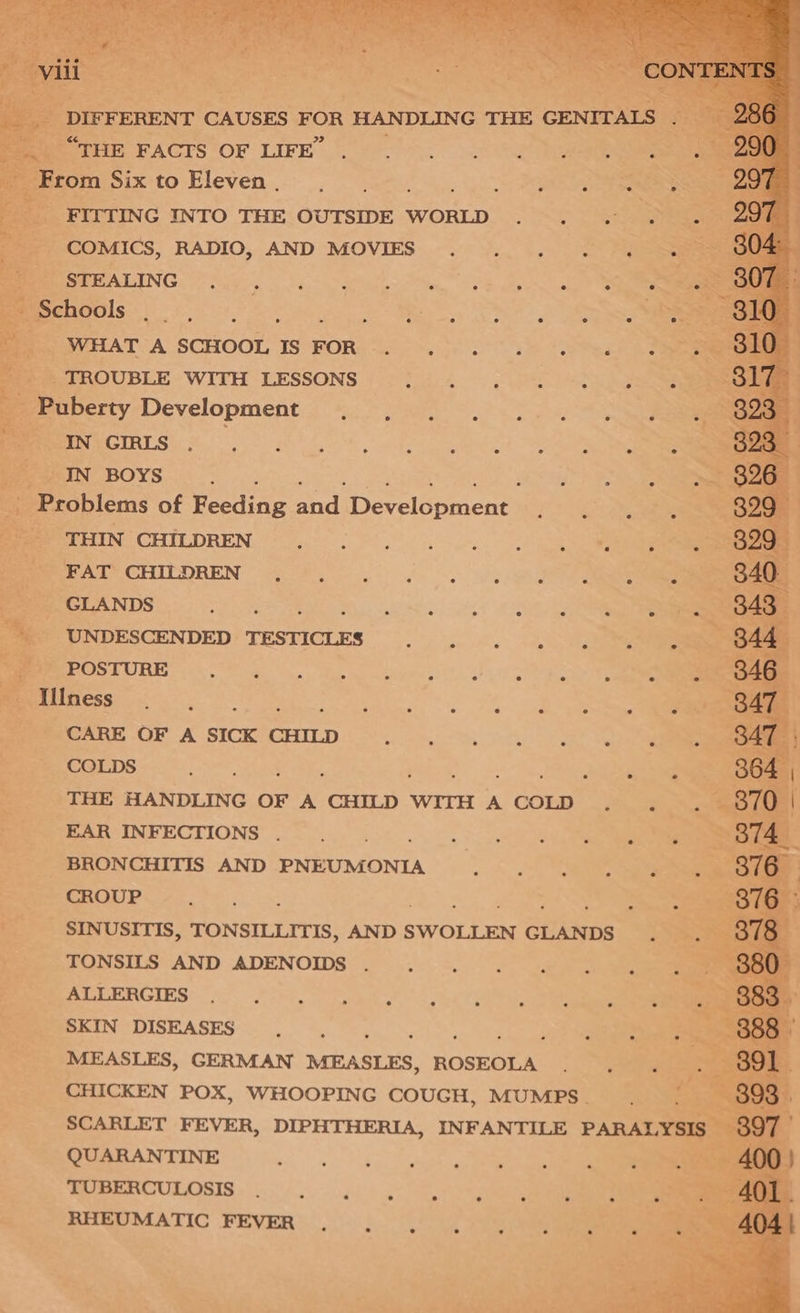 viii CONTENTS
DIFFERENT CAUSES FOR HANDLING THE GENITALS . 286
“THE FACTS OF LIFE” . . . . . . . . . 290
From Six to Eleven . . . . . . . . . 297
FITTING INTO THE OUTSIDE WORLD . . . . . 297
COMICS, RADIO, AND MOVIES . . . . . . 304
STEALING . . . . . . . . . . . 307
Schools . . . . . . . . . . . 310
WHAT A SCHOOL IS FOR . . . . . . . . 310
TROUBLE WITH LESSONS . . . . . . . 317
Puberty Development . . . . . . . . . 323
IN GIRLS . . . . . . . . . . . 323
IN BOYS . . . . . . . . . . . 326
Problems of Feeding and Development . . . . 329
THIN CHILDREN . . . . . . . . . 329
FAT CHILDREN . . . . . . . . . 340
GLANDS . . . . . . . . . . . 343
UNDESCENDED TESTICLES . . . . . . . 344
POSTURE . . . . . . . . . . . 346
Illness . . . . . . . . . . . 347
CARE OF A SICK CHILD . . . . . . . . 347
COLDS . . . . . . . . . . . 364
THE HANDLING OF A CHILD WITH A COLD . . . 370
EAR INFECTIONS . . . . . . . . . 374
BRONCHITIS AND PNEUMONIA . . . . . . 376
CROUP . . . . . . . . . . . 376
SINUSITIS, TONSILLITIS, AND SWOLLEN GLANDS . . 378
TONSILS AND ADENOIDS . . . . . . . . 380
ALLERGIES . . . . . . . . . . . 383
SKIN DISEASES . . . . . . . . . 388
MEASLES, GERMAN MEASLES, ROSEOLA . . . . 391
CHICKEN POX, WHOOPING COUGH, MUMPS . . . 393
SCARLET FEVER, DIPHTHERIA, INFANTILE PARALYSIS 397
QUARANTINE . . . . . . . . . . 400
TUBERCULOSIS . . . . . . . . . . 401
RHEUMATIC FEVER . . . . . . . . . 404